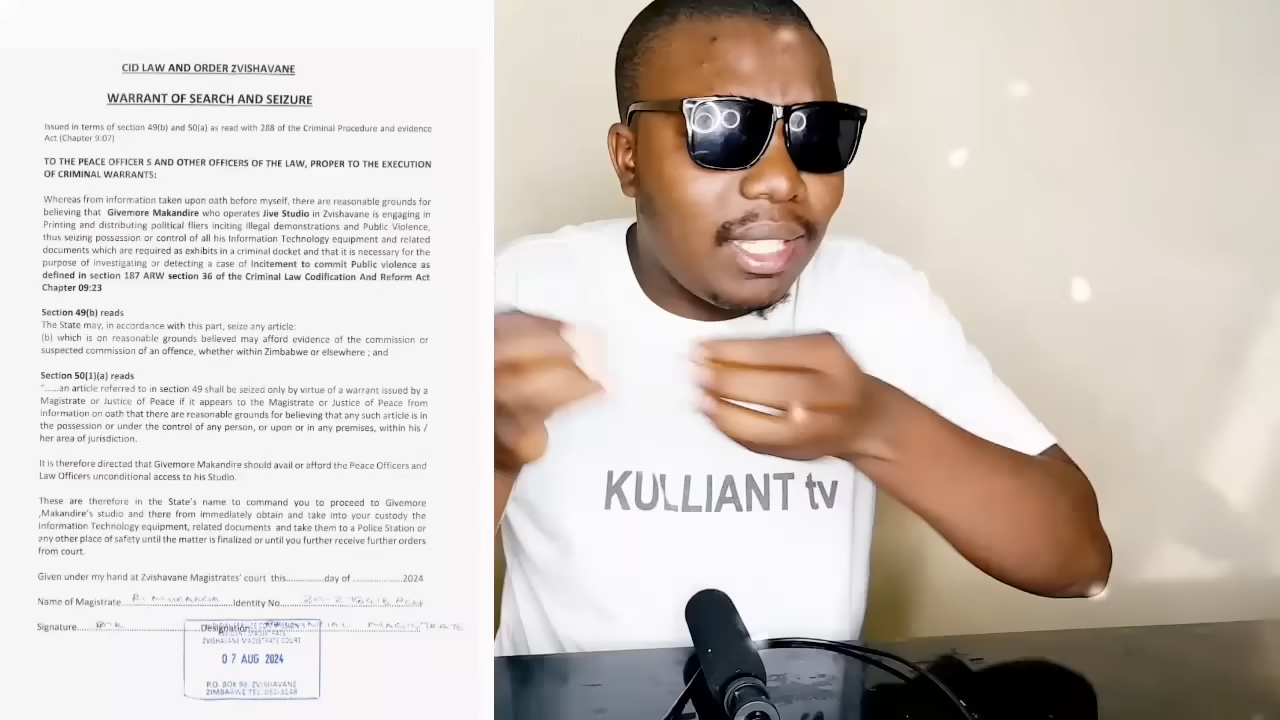 CID LAW AND ORDER ZVISHAVANE
WARRANT OF SEARCH AND SEIZURE
Issued in terms of section 49(b) and 50(a) as read with 288 of the Criminal Procedure and evidence
Act (Chapter 9:07)
TO THE PEACE OFFICER S AND OTHER OFFICERS OF THE LAW, PROPER TO THE EXECUTION
OF CRIMINAL WARRANTS:
Whereas from information taken upon oath before myself, there are reasonable grounds for
believing that Givemore Makandire who operates Jive Studio in Zvishavane is engaging in
Printing and distributing political fliers inciting illegal demonstrations and Public Violence,
thus seizing possession or control of all his Information Technology equipment and related
documents which are required as exhibits in a criminal docket and that it is necessary for the
purpose of investigating or detecting a case of Incitement to commit Public violence as
defined in section 187 ARW section 36 of the Criminal Law Codification And Reform Act
Chapter 09:23
Section 49(b) reads
The State may, in accordance with this part, seize any article:
(b) which is on reasonable grounds believed may afford evidence of the commission or
suspected commission of an offence, whether within Zimbabwe or elsewhere ; and
Section 50(1)(a) reads
"......an article referred to in section 49 shall be seized only by virtue of a warrant issued by a
Magistrate or Justice of Peace if it appears to the Magistrate or Justice of Peace from
information on oath that there are reasonable grounds for believing that any such article is in
the possession or under the control of any person, or upon or in any premises, within his /
her area of jurisdiction.
It is therefore directed that Givemore Makandire should avail or afford the Peace Officers and
Law Officers unconditional access to his Studio.
These are therefore in the State's name to command you to proceed to Givemore
,Makandire's studio and there from immediately obtain and take into your custody the
Information Technology equipment, related documents and take them to a Police Station or
any other place of safety until the matter is finalized or until you further receive further orders
from court.
Given under my hand at Zvishavane Magistrates' court this..............day of ..................2024
Name of Magistrate Identity No
Signature Designation MAGISTRATE
ZVISHAVANE MAGISTRATE COURT
07 AUG 2024
P.O. BOX 99, ZVISHAVANE
KULLIANT tv